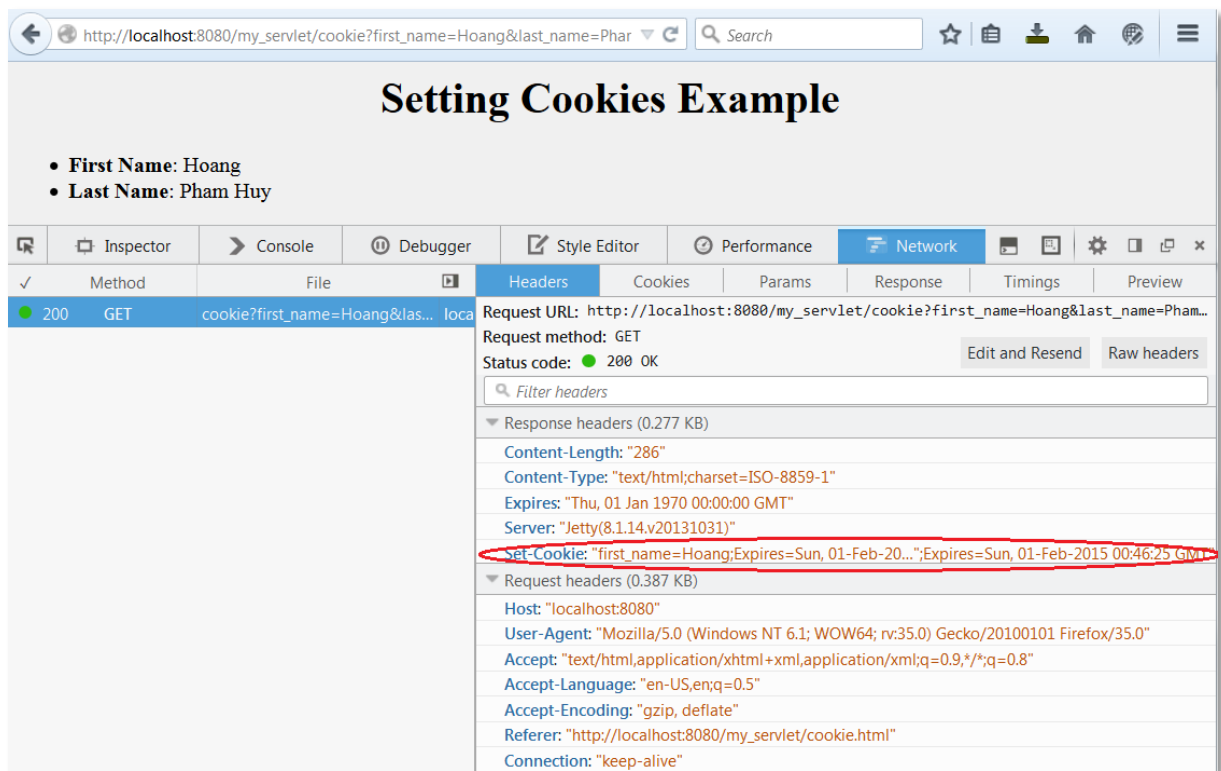 http://localhost:8080/my_servlet/cookie?first_name=Hoang&last_name=Phar
Search
Setting Cookies Example
• First Name: Hoang
• Last Name: Pham Huy
Inspector Console Debugger Style Editor Performance Network
✓ Method File
Headers Cookies Params Response Timings Preview
200 GET cookie?first_name=Hoang&las... loca
Request URL: http://localhost:8080/my_servlet/cookie?first_name=Hoang&last_name=Pham…
Request method: GET
Status code: 200 OK
Edit and Resend Raw headers
Filter headers
Response headers (0.277 KB)
Content-Length: "286"
Content-Type: "text/html;charset=ISO-8859-1"
Expires: "Thu, 01 Jan 1970 00:00:00 GMT"
Server: "Jetty(8.1.14.v20131031)"
Set-Cookie: "first_name=Hoang;Expires=Sun, 01-Feb-20...";Expires=Sun, 01-Feb-2015 00:46:25 GMT"
Request headers (0.387 KB)
Host: "localhost:8080"
User-Agent: "Mozilla/5.0 (Windows NT 6.1; WOW64; rv:35.0) Gecko/20100101 Firefox/35.0"
Accept: "text/html,application/xhtml+xml,application/xml;q=0.9,*/*;q=0.8"
Accept-Language: "en-US,en;q=0.5"
Accept-Encoding: "gzip, deflate"
Referer: "http://localhost:8080/my_servlet/cookie.html"
Connection: "keep-alive"